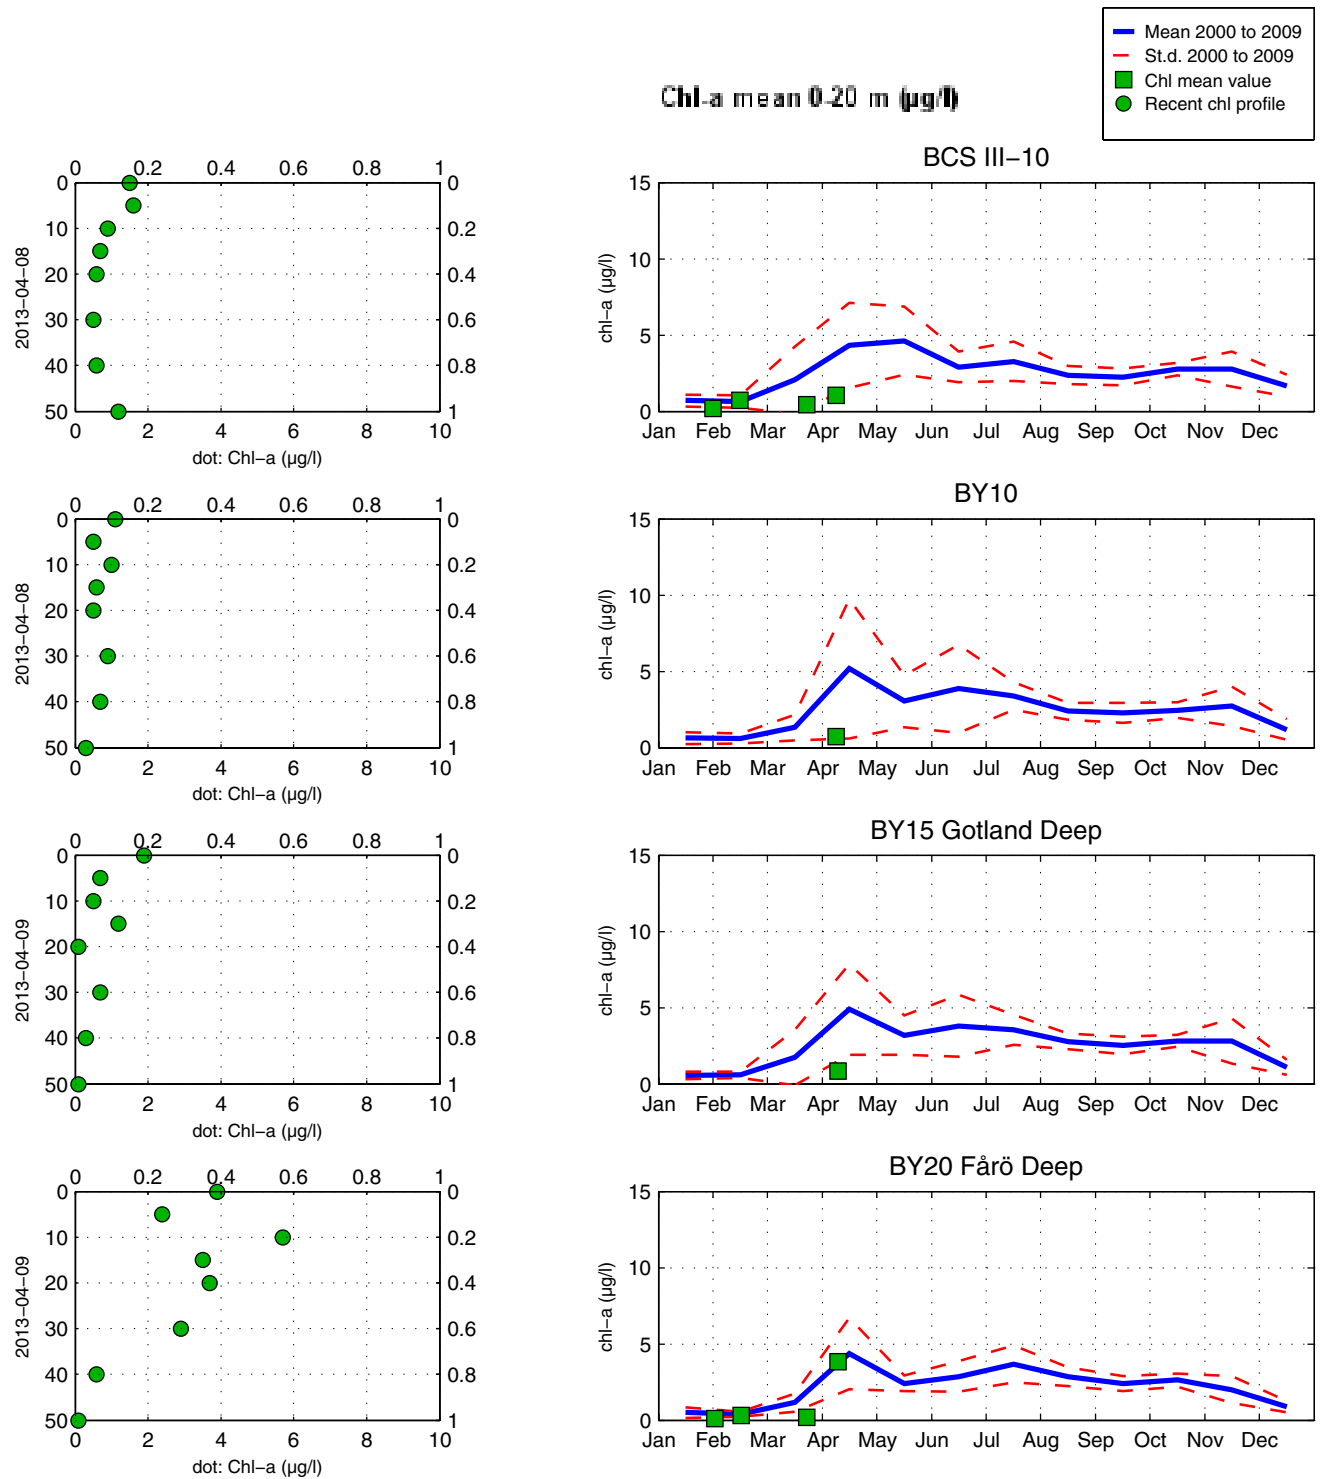 Mean 2000 to 2009
St.d. 2000 to 2009
Chl mean value
Recent chl profile
Chl-a mean 0-20 m (µg/l)
0 0.2 0.4 0.6 0.8 1
0 10 20 30 40 50
0 0.2 0.4 0.6 0.8 1
2013-04-08
0 2 4 6 8 10
dot: Chl-a (µg/l)
BCS III-10
15 10 5 0
chl-a (µg/l)
Jan Feb Mar Apr May Jun Jul Aug Sep Oct Nov Dec
0 0.2 0.4 0.6 0.8 1
0 10 20 30 40 50
0 0.2 0.4 0.6 0.8 1
2013-04-08
0 2 4 6 8 10
dot: Chl-a (µg/l)
BY10
15 10 5 0
chl-a (µg/l)
Jan Feb Mar Apr May Jun Jul Aug Sep Oct Nov Dec
0 0.2 0.4 0.6 0.8 1
0 10 20 30 40 50
0 0.2 0.4 0.6 0.8 1
2013-04-09
0 2 4 6 8 10
dot: Chl-a (µg/l)
BY15 Gotland Deep
15 10 5 0
chl-a (µg/l)
Jan Feb Mar Apr May Jun Jul Aug Sep Oct Nov Dec
0 0.2 0.4 0.6 0.8 1
0 10 20 30 40 50
0 0.2 0.4 0.6 0.8 1
2013-04-09
0 2 4 6 8 10
dot: Chl-a (µg/l)
BY20 Fårö Deep
15 10 5 0
chl-a (µg/l)
Jan Feb Mar Apr May Jun Jul Aug Sep Oct Nov Dec